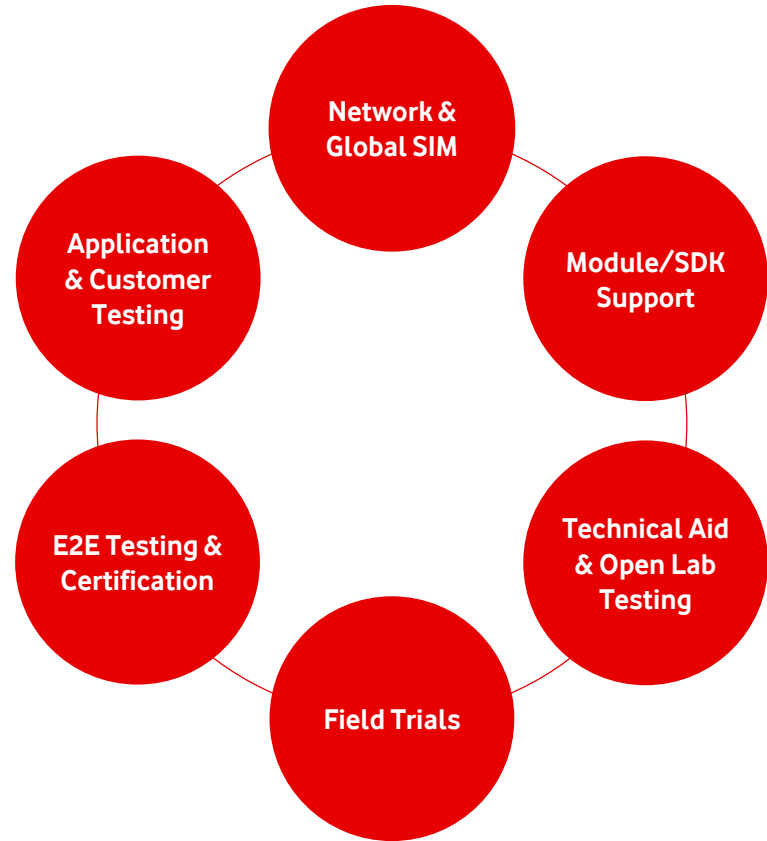 Network &
Global SIM
Module/SDK
Support
Technical Aid
& Open Lab
Testing
Field Trials
E2E Testing &
Certification
Application
& Customer
Testing